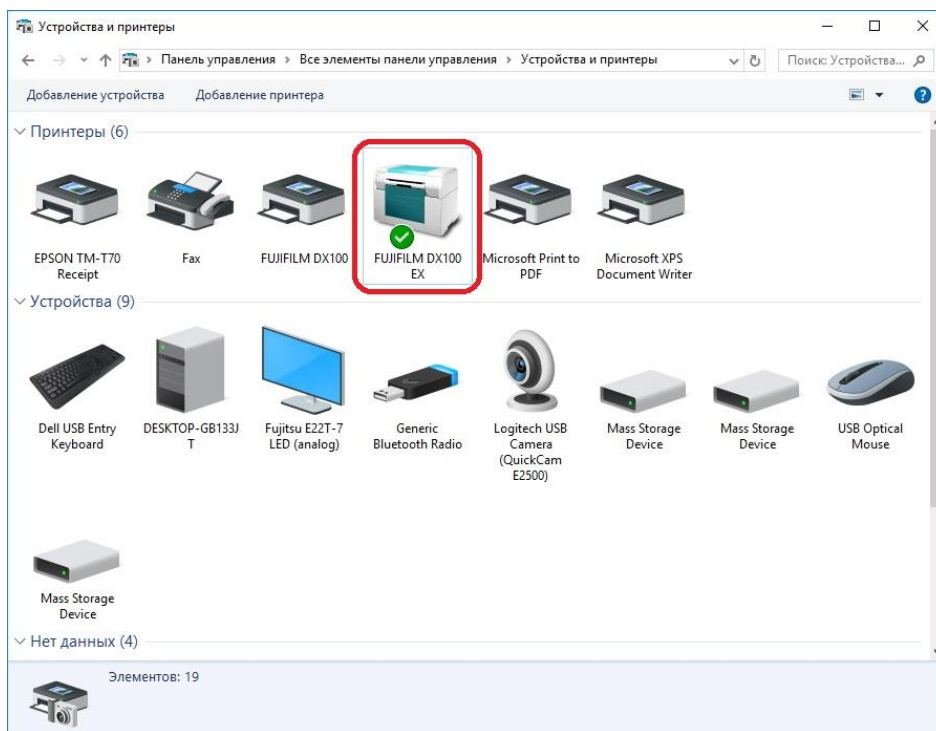 Устройства и принтеры
Панель управления › Все элементы панели управления › Устройства и принтеры
Поиск: Устройства...
Добавление устройства Добавление принтера
?
Принтеры (6)
EPSON TM-T70
Receipt
Fax
FUJIFILM DX100
FUJIFILM DX100
EX
Microsoft Print to
PDF
Microsoft XPS
Document Writer
Устройства (9)
Dell USB Entry
Keyboard
DESKTOP-GB133J
T
Fujitsu E22T-7
LED (analog)
Generic
Bluetooth Radio
Logitech USB
Camera
(QuickCam
E2500)
Mass Storage
Device
Mass Storage
Device
USB Optical
Mouse
Mass Storage
Device
Нет данных (4)
Элементов: 19